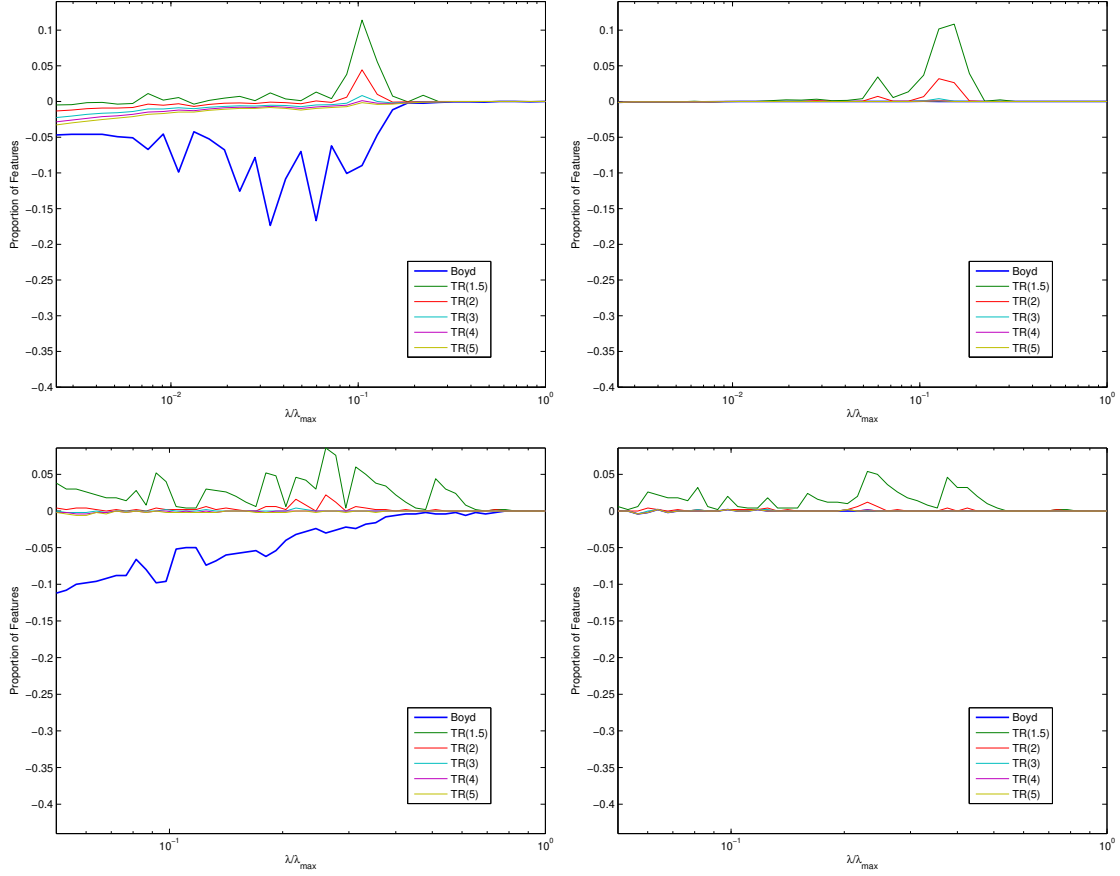 0.1
0.05
0
−0.05
−0.1
−0.15
−0.2
−0.25
−0.3
−0.35
−0.4
Proportion of Features
10^-2
10^-1
10^0
λ/λ_max
Boyd
TR(1.5)
TR(2)
TR(3)
TR(4)
TR(5)
0.1
0.05
0
−0.05
−0.1
−0.15
−0.2
−0.25
−0.3
−0.35
−0.4
Proportion of Features
10^-2
10^-1
10^0
λ/λ_max
Boyd
TR(1.5)
TR(2)
TR(3)
TR(4)
TR(5)
0.05
0
−0.05
−0.1
−0.15
−0.2
−0.25
−0.3
−0.35
−0.4
Proportion of Features
10^-1
10^0
λ/λ_max
Boyd
TR(1.5)
TR(2)
TR(3)
TR(4)
TR(5)
0.05
0
−0.05
−0.1
−0.15
−0.2
−0.25
−0.3
−0.35
−0.4
Proportion of Features
10^-1
10^0
λ/λ_max
Boyd
TR(1.5)
TR(2)
TR(3)
TR(4)
TR(5)